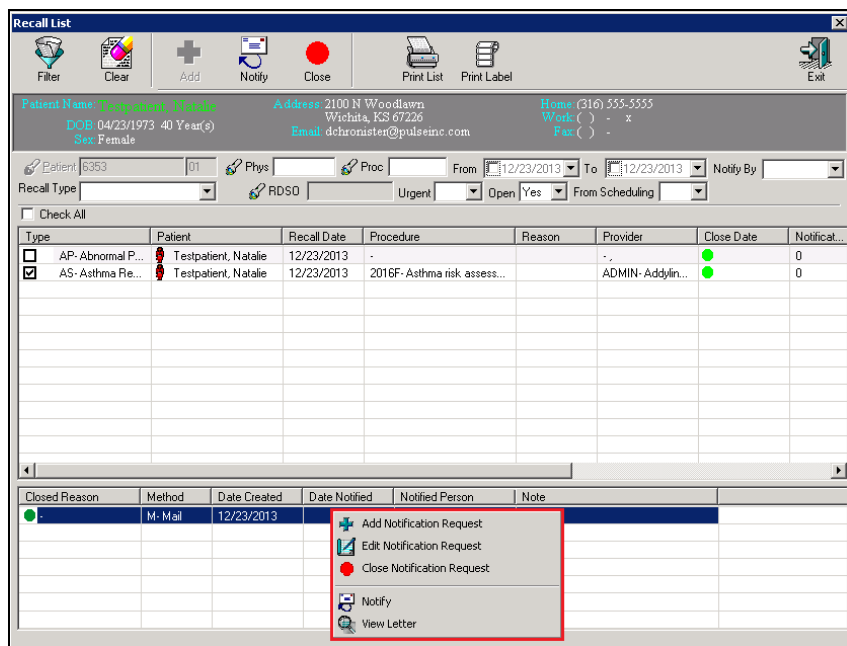 Recall List
Filter Clear Add Notify Close Print List Print Label Exit
Patient Name: Testpatient, Natalie Address: 2100 N Woodlawn Home: (316) 555-5555
Wichita, KS 67226 Work: ( ) - x
DOB: 04/23/1973 40 Year(s) Email: dchronister@pulseinc.com Fax: ( ) -
Sex: Female
Patient 6353 01 Phys Proc From 12/23/2013 To 12/23/2013 Notify By
Recall Type RDSO Urgent Open Yes From Scheduling
Check All
Type Patient Recall Date Procedure Reason Provider Close Date Notificat...
AP- Abnormal P... Testpatient, Natalie 12/23/2013 - - , 0
AS- Asthma Re... Testpatient, Natalie 12/23/2013 2016F- Asthma risk assess... ADMIN- Addylin... 0
Closed Reason Method Date Created Date Notified Notified Person Note
- M- Mail 12/23/2013
Add Notification Request
Edit Notification Request
Close Notification Request
Notify
View Letter